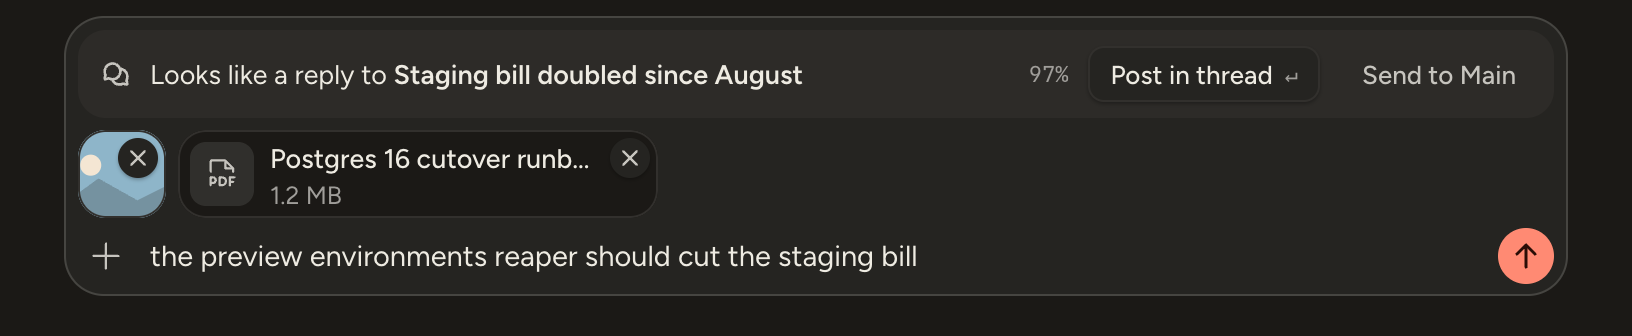 Looks like a reply to Staging bill doubled since August 97% Post in thread ↵ Send to Main
Postgres 16 cutover runb...
PDF
1.2 MB
the preview environments reaper should cut the staging bill